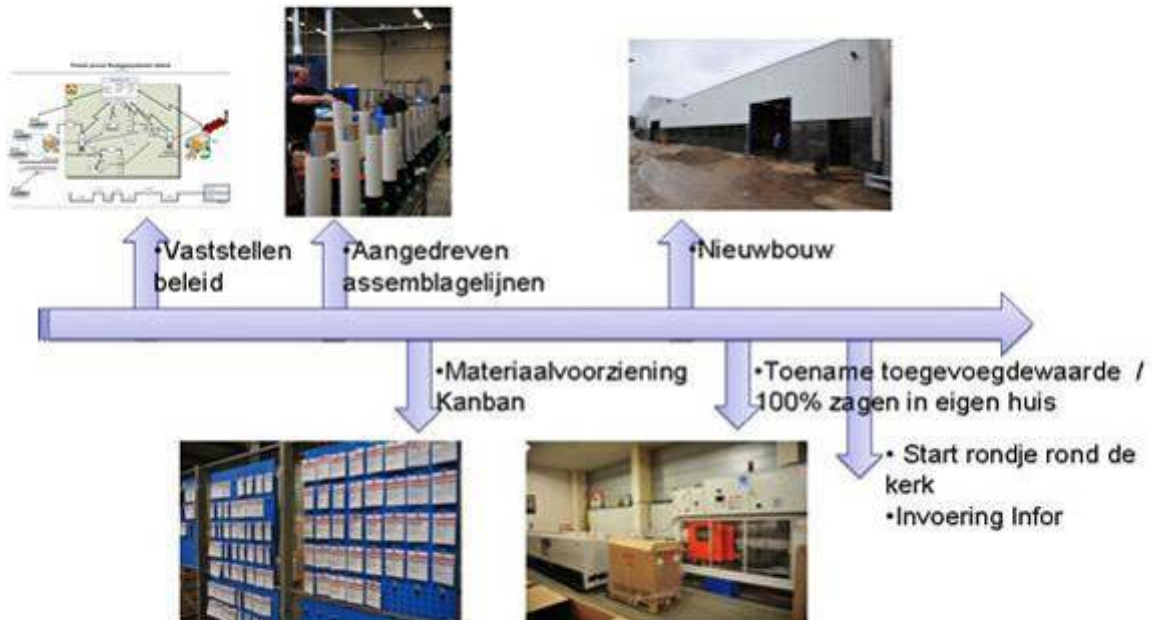 •Vaststellen
beleid
•Aangedreven
assemblagelijnen
•Nieuwbouw
•Materiaalvoorziening
Kanban
•Toename toegevoegdewaarde /
100% zagen in eigen huis
• Start rondje rond de
kerk
•Invoering Infor